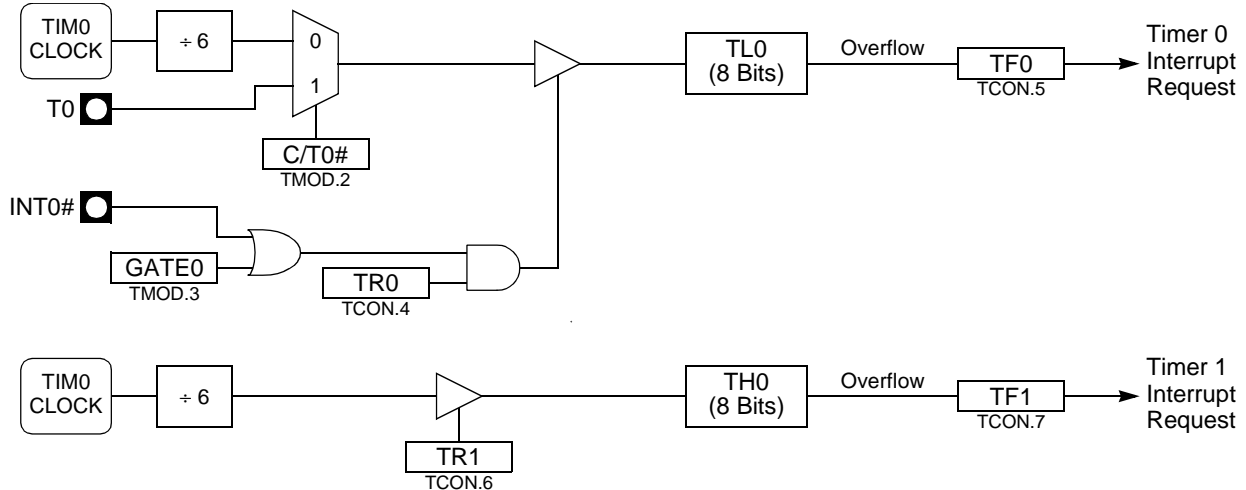 TIM0
CLOCK
÷ 6
0
1
T0
C/T0#
TMOD.2
TL0
(8 Bits)
Overflow
TF0
TCON.5
Timer 0
Interrupt
Request
INT0#
GATE0
TMOD.3
TR0
TCON.4
TIM0
CLOCK
÷ 6
TR1
TCON.6
TH0
(8 Bits)
Overflow
TF1
TCON.7
Timer 1
Interrupt
Request